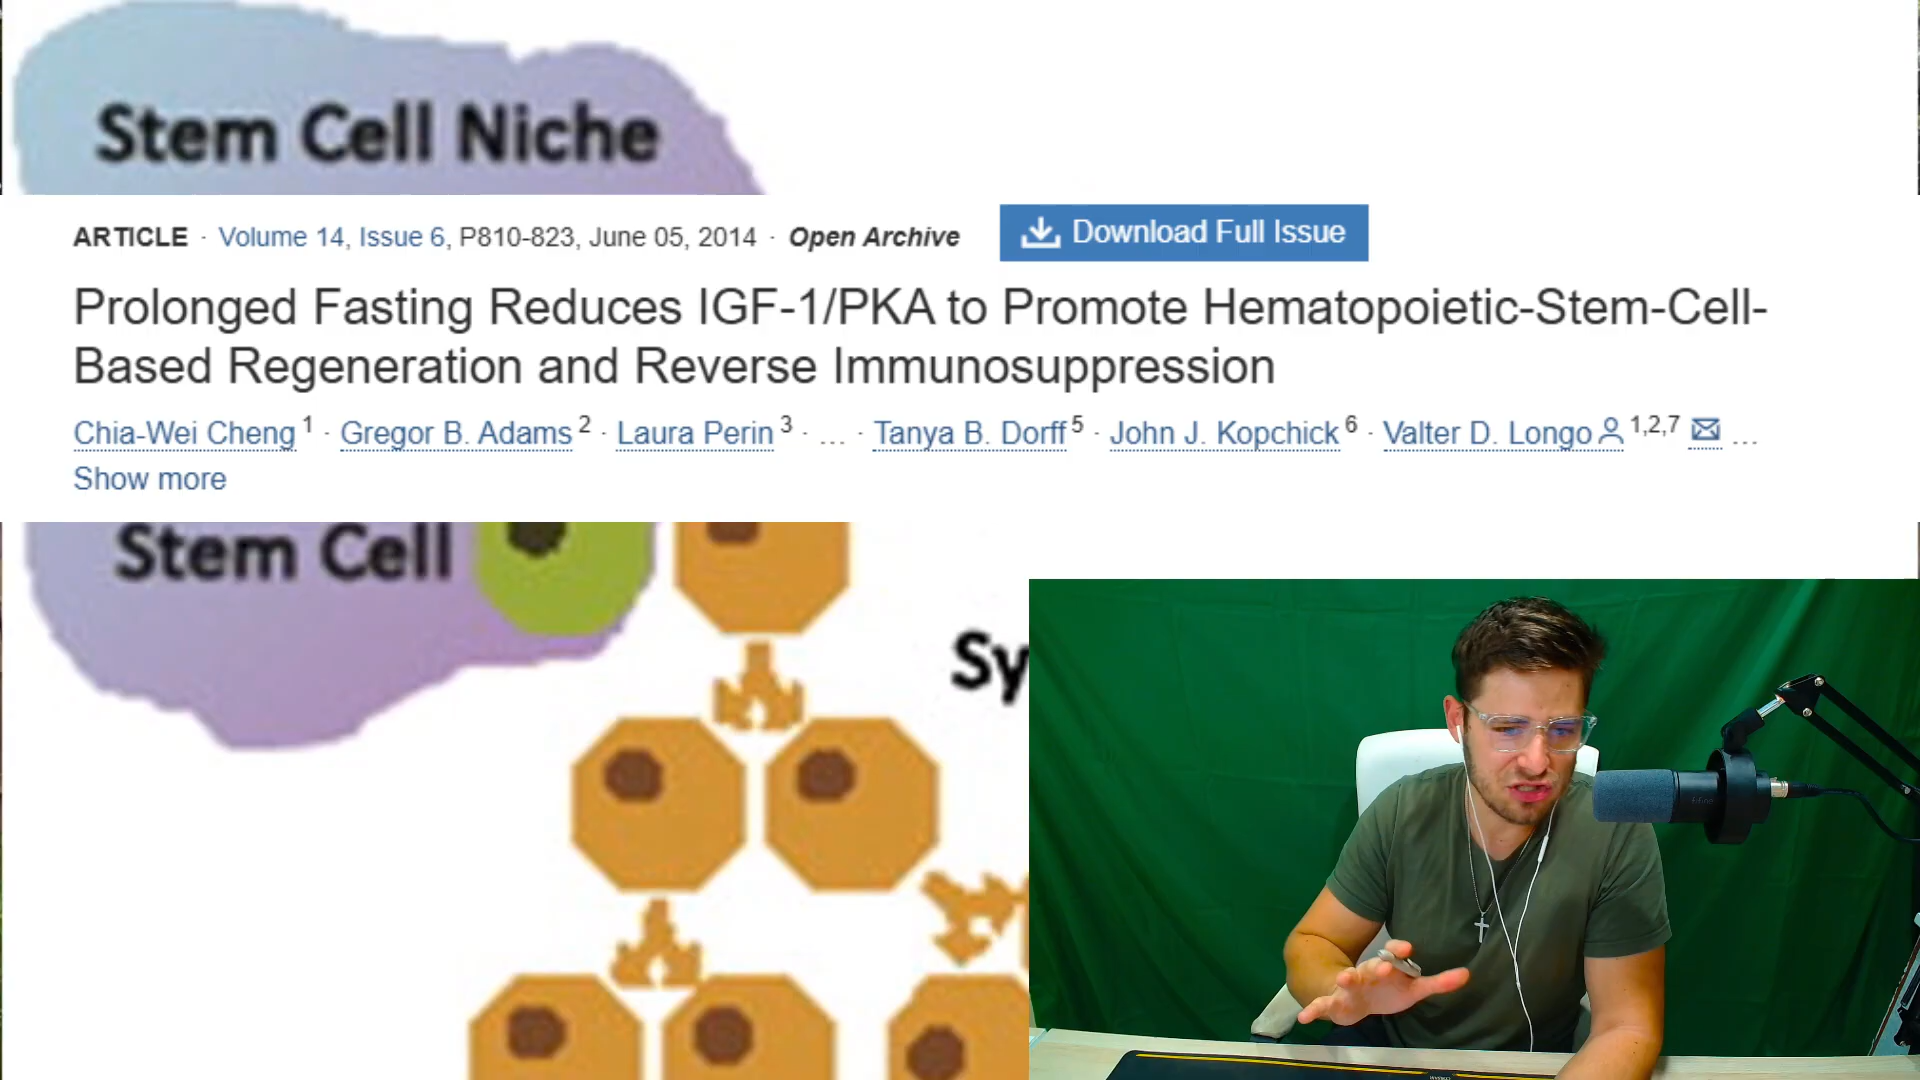 Stem Cell Niche
ARTICLE · Volume 14, Issue 6, P810-823, June 05, 2014 · Open Archive
Download Full Issue
Prolonged Fasting Reduces IGF-1/PKA to Promote Hematopoietic-Stem-Cell-
Based Regeneration and Reverse Immunosuppression
Chia-Wei Cheng 1 · Gregor B. Adams 2 · Laura Perin 3 · ... · Tanya B. Dorff 5 · John J. Kopchick 6 · Valter D. Longo 1,2,7 ...
Show more
Stem Cell
Sy